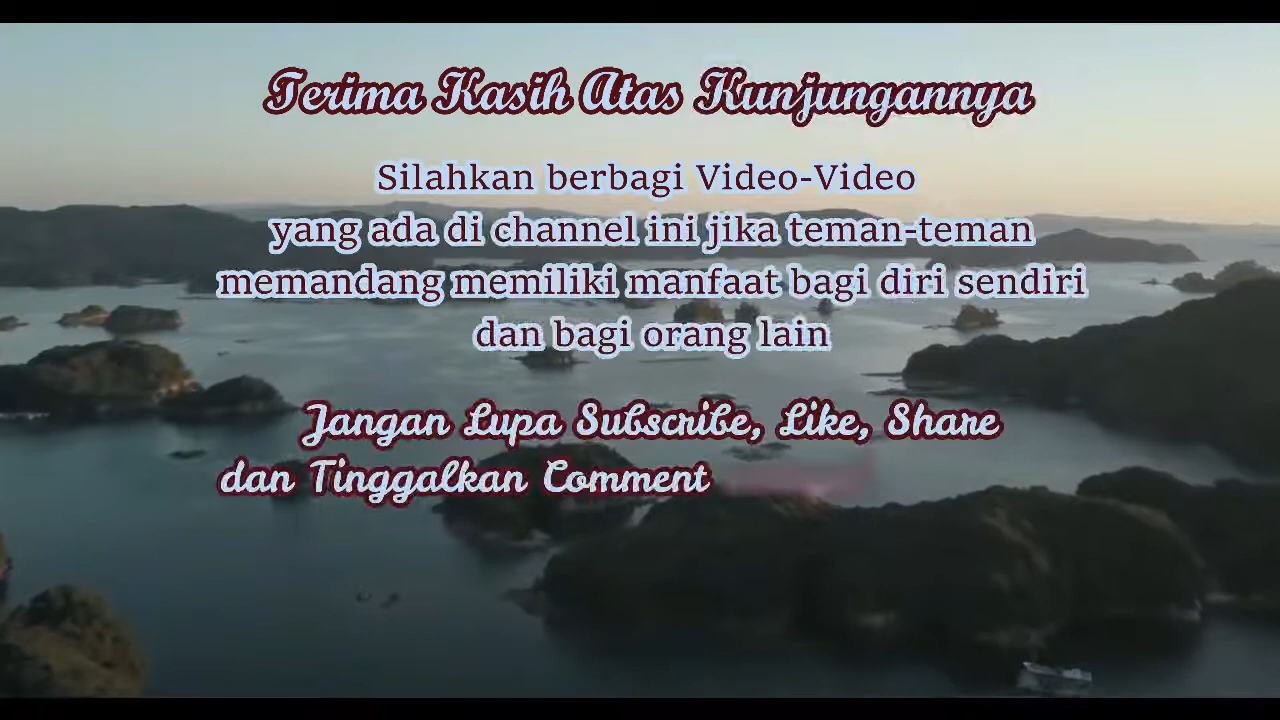 Terima Kasih Atas Kunjungannya
Silahkan berbagi Video-Video
yang ada di channel ini jika teman-teman
memandang memiliki manfaat bagi diri sendiri
dan bagi orang lain
Jangan Lupa Subscribe, Like, Share
dan Tinggalkan Comment